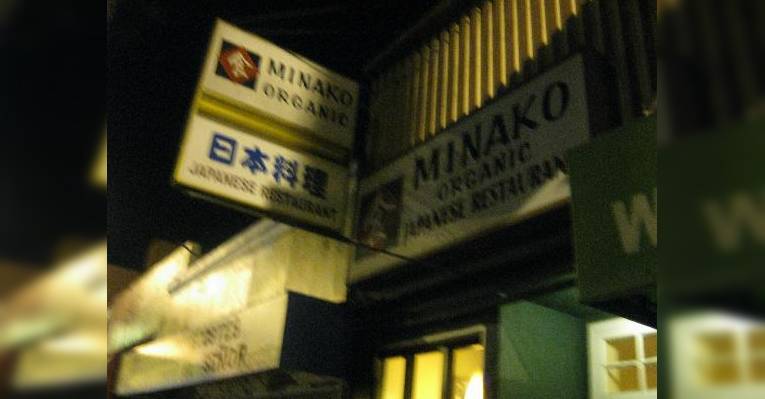 MINAKO
ORGANIC
日本料理
JAPANESE RESTAURANT
MINAKO
ORGANIC
JAPANESE RESTAURANT
W